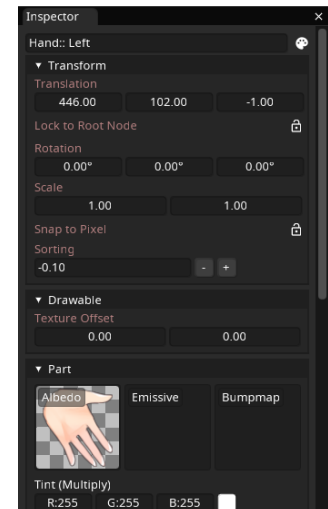 Inspector
Hand:: Left
Transform
Translation
446.00 102.00 -1.00
Lock to Root Node
Rotation
0.00° 0.00° 0.00°
Scale
1.00 1.00
Snap to Pixel
Sorting
-0.10 - +
Drawable
Texture Offset
0.00 0.00
Part
Albedo Emissive Bumpmap
Tint (Multiply)
R:255 G:255 B:255